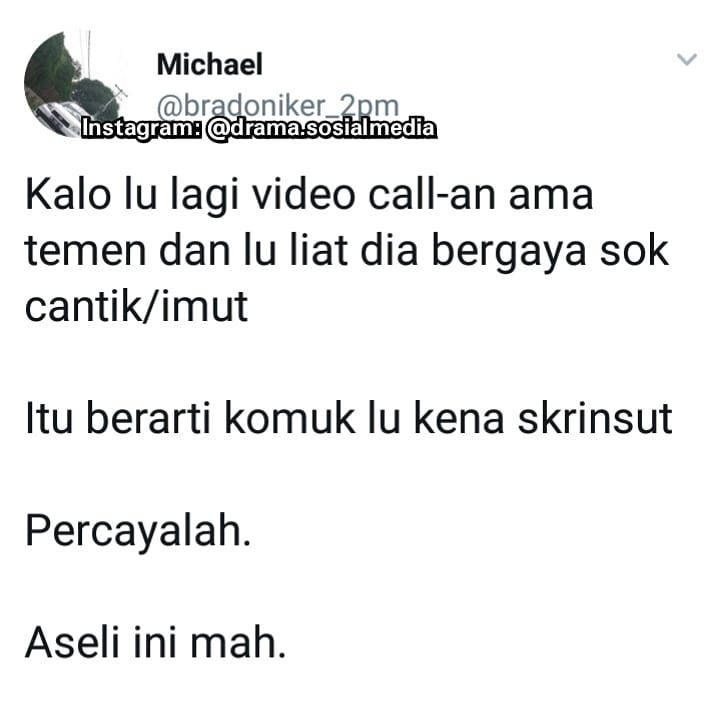 Michael
@bradoniker_2pm
Instagram: @drama.sosialmedia
Kalo lu lagi video call-an ama
temen dan lu liat dia bergaya sok
cantik/imut
Itu berarti komuk lu kena skrinsut
Percayalah.
Aseli ini mah.